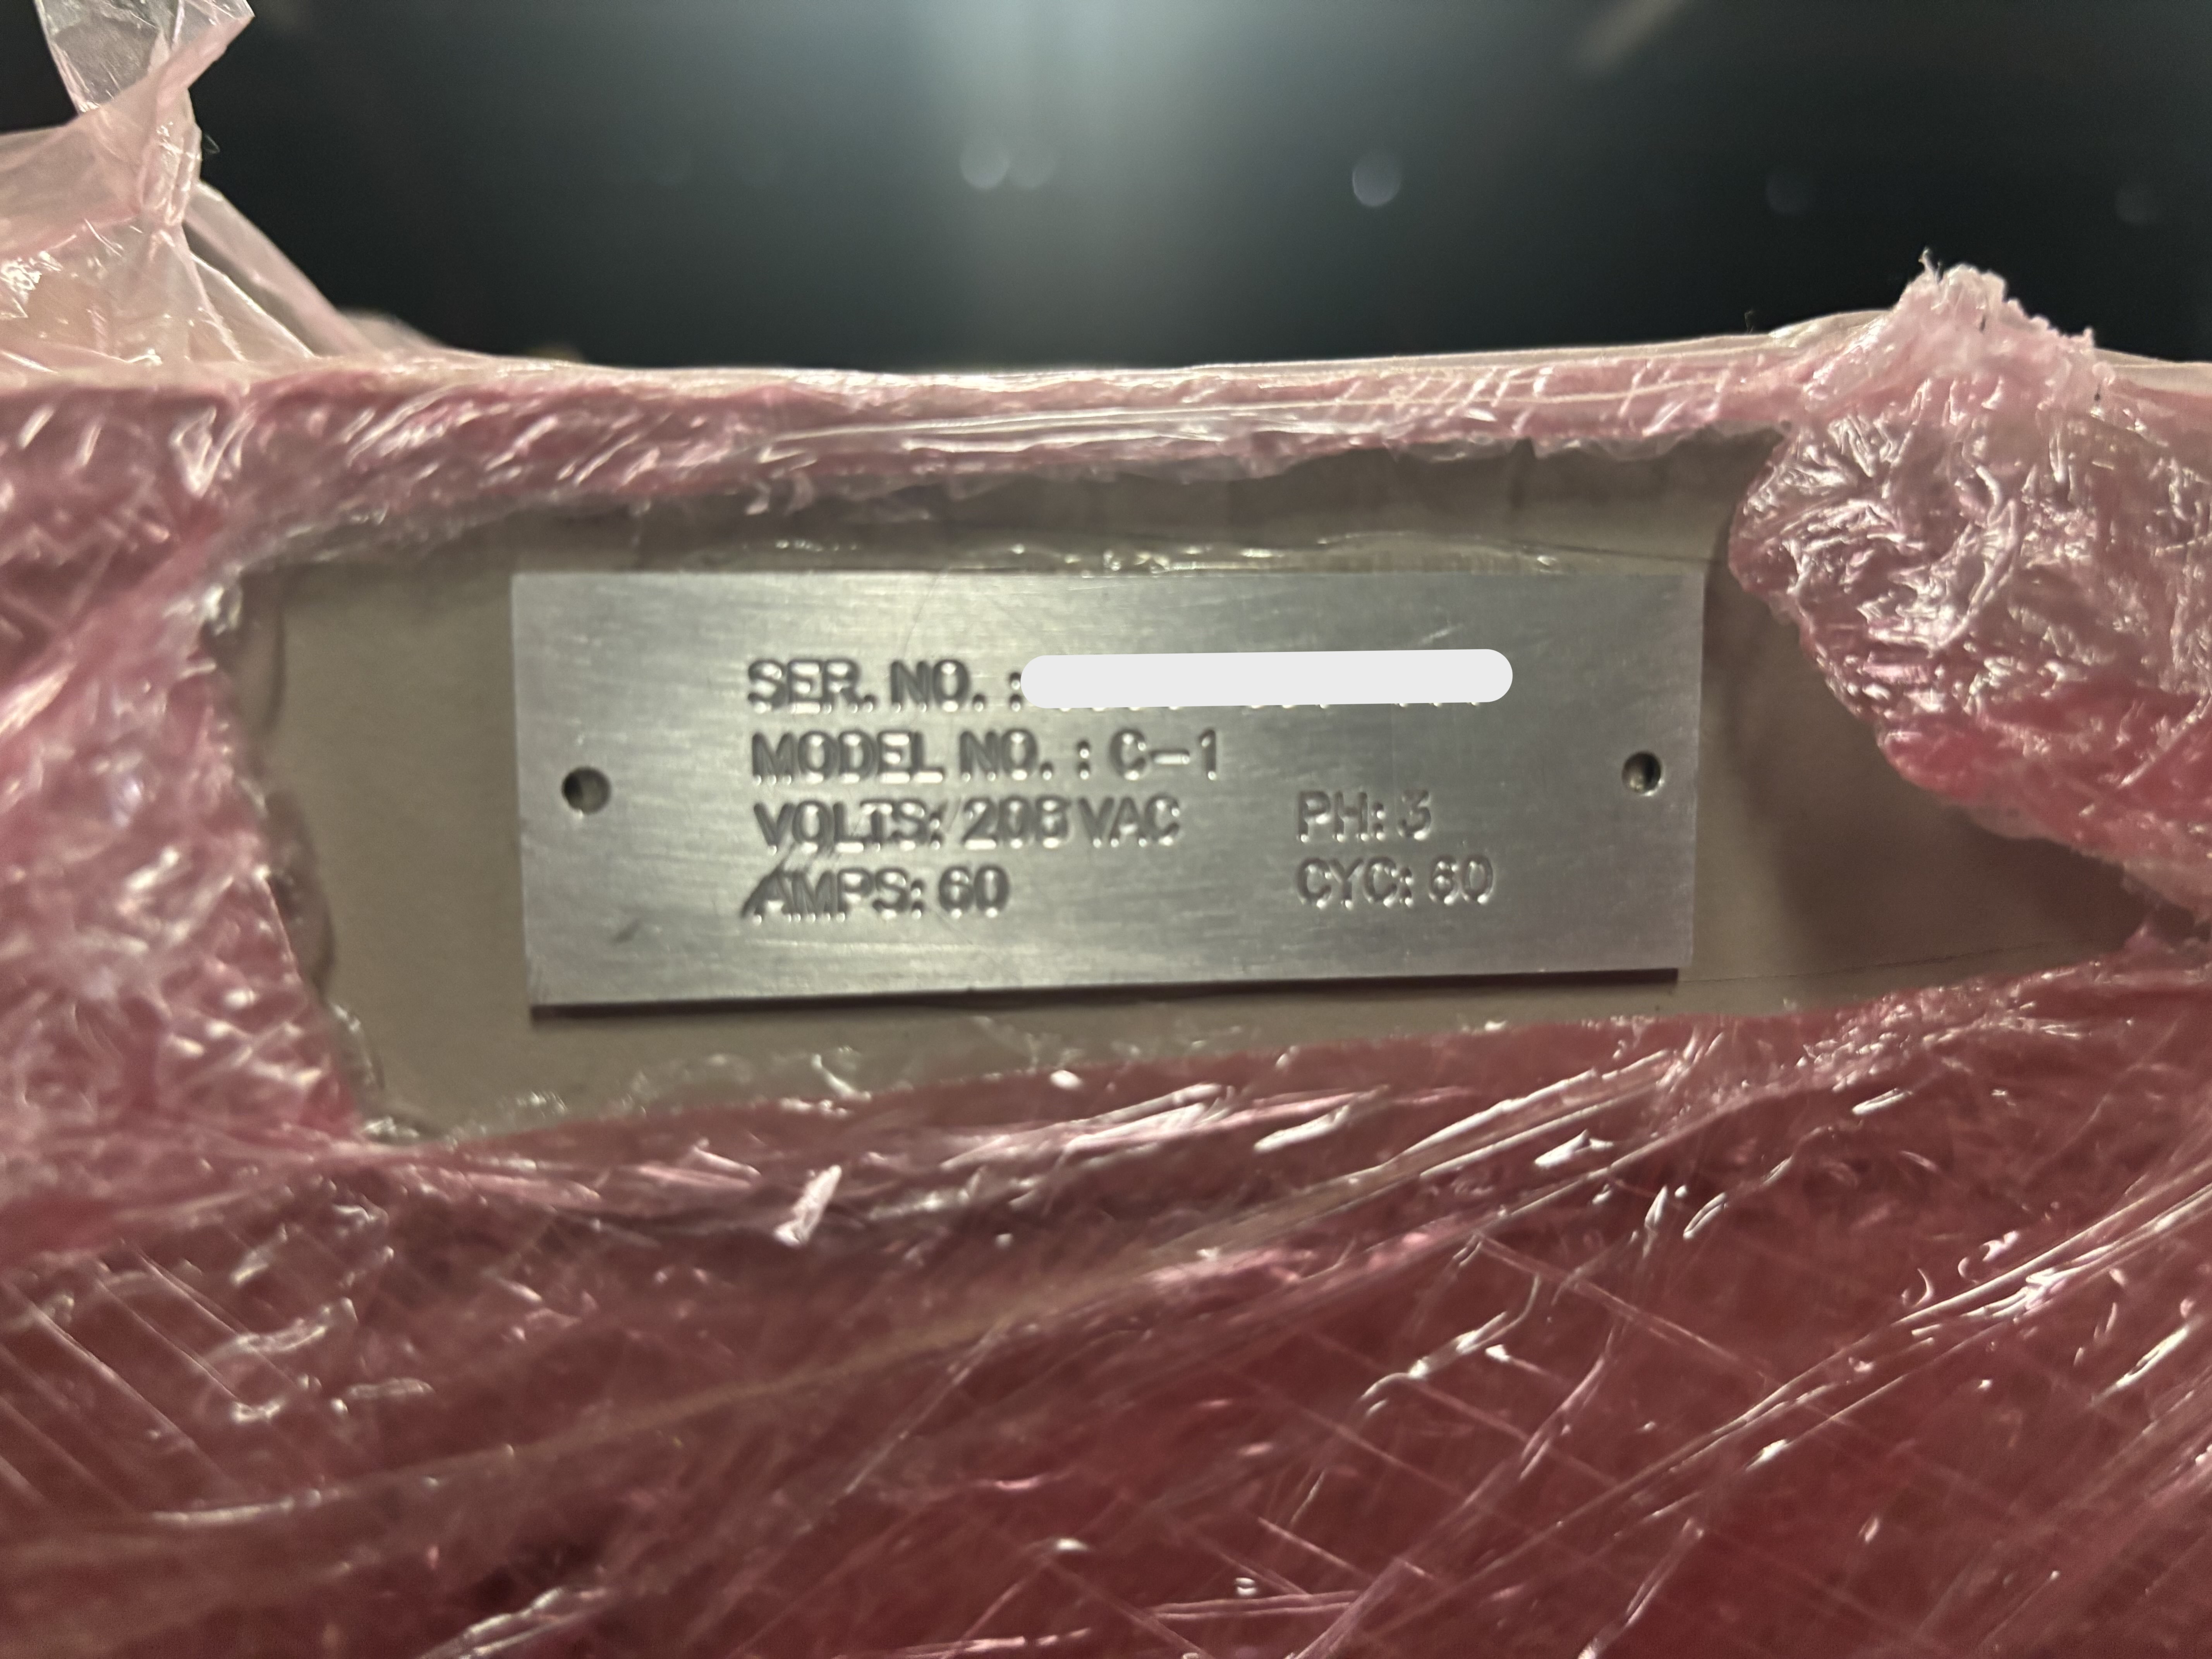 SER. NO. :
MODEL NO. : C-1
VOLTS: 208 VAC PH: 3
AMPS: 60 CYC: 60